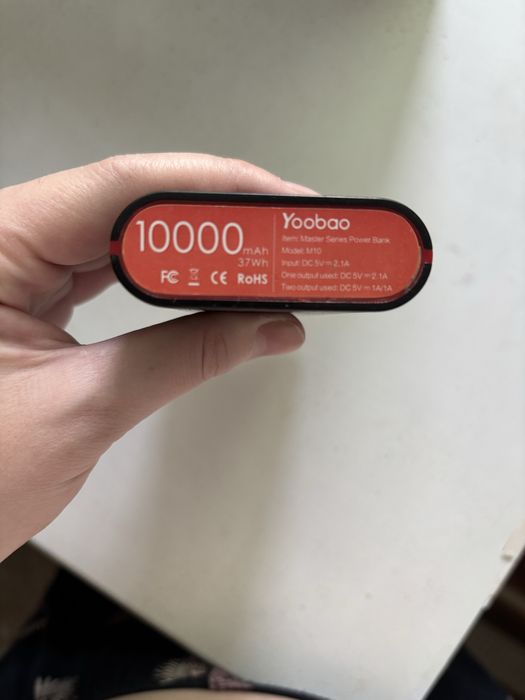 10000mAh
37Wh
FC CE RoHS
Yoobao
Item: Master Series Power Bank
Model: M10
Input: DC 5V⎓2.1A
One output used: DC 5V⎓2.1A
Two output used: DC 5V⎓1A/1A